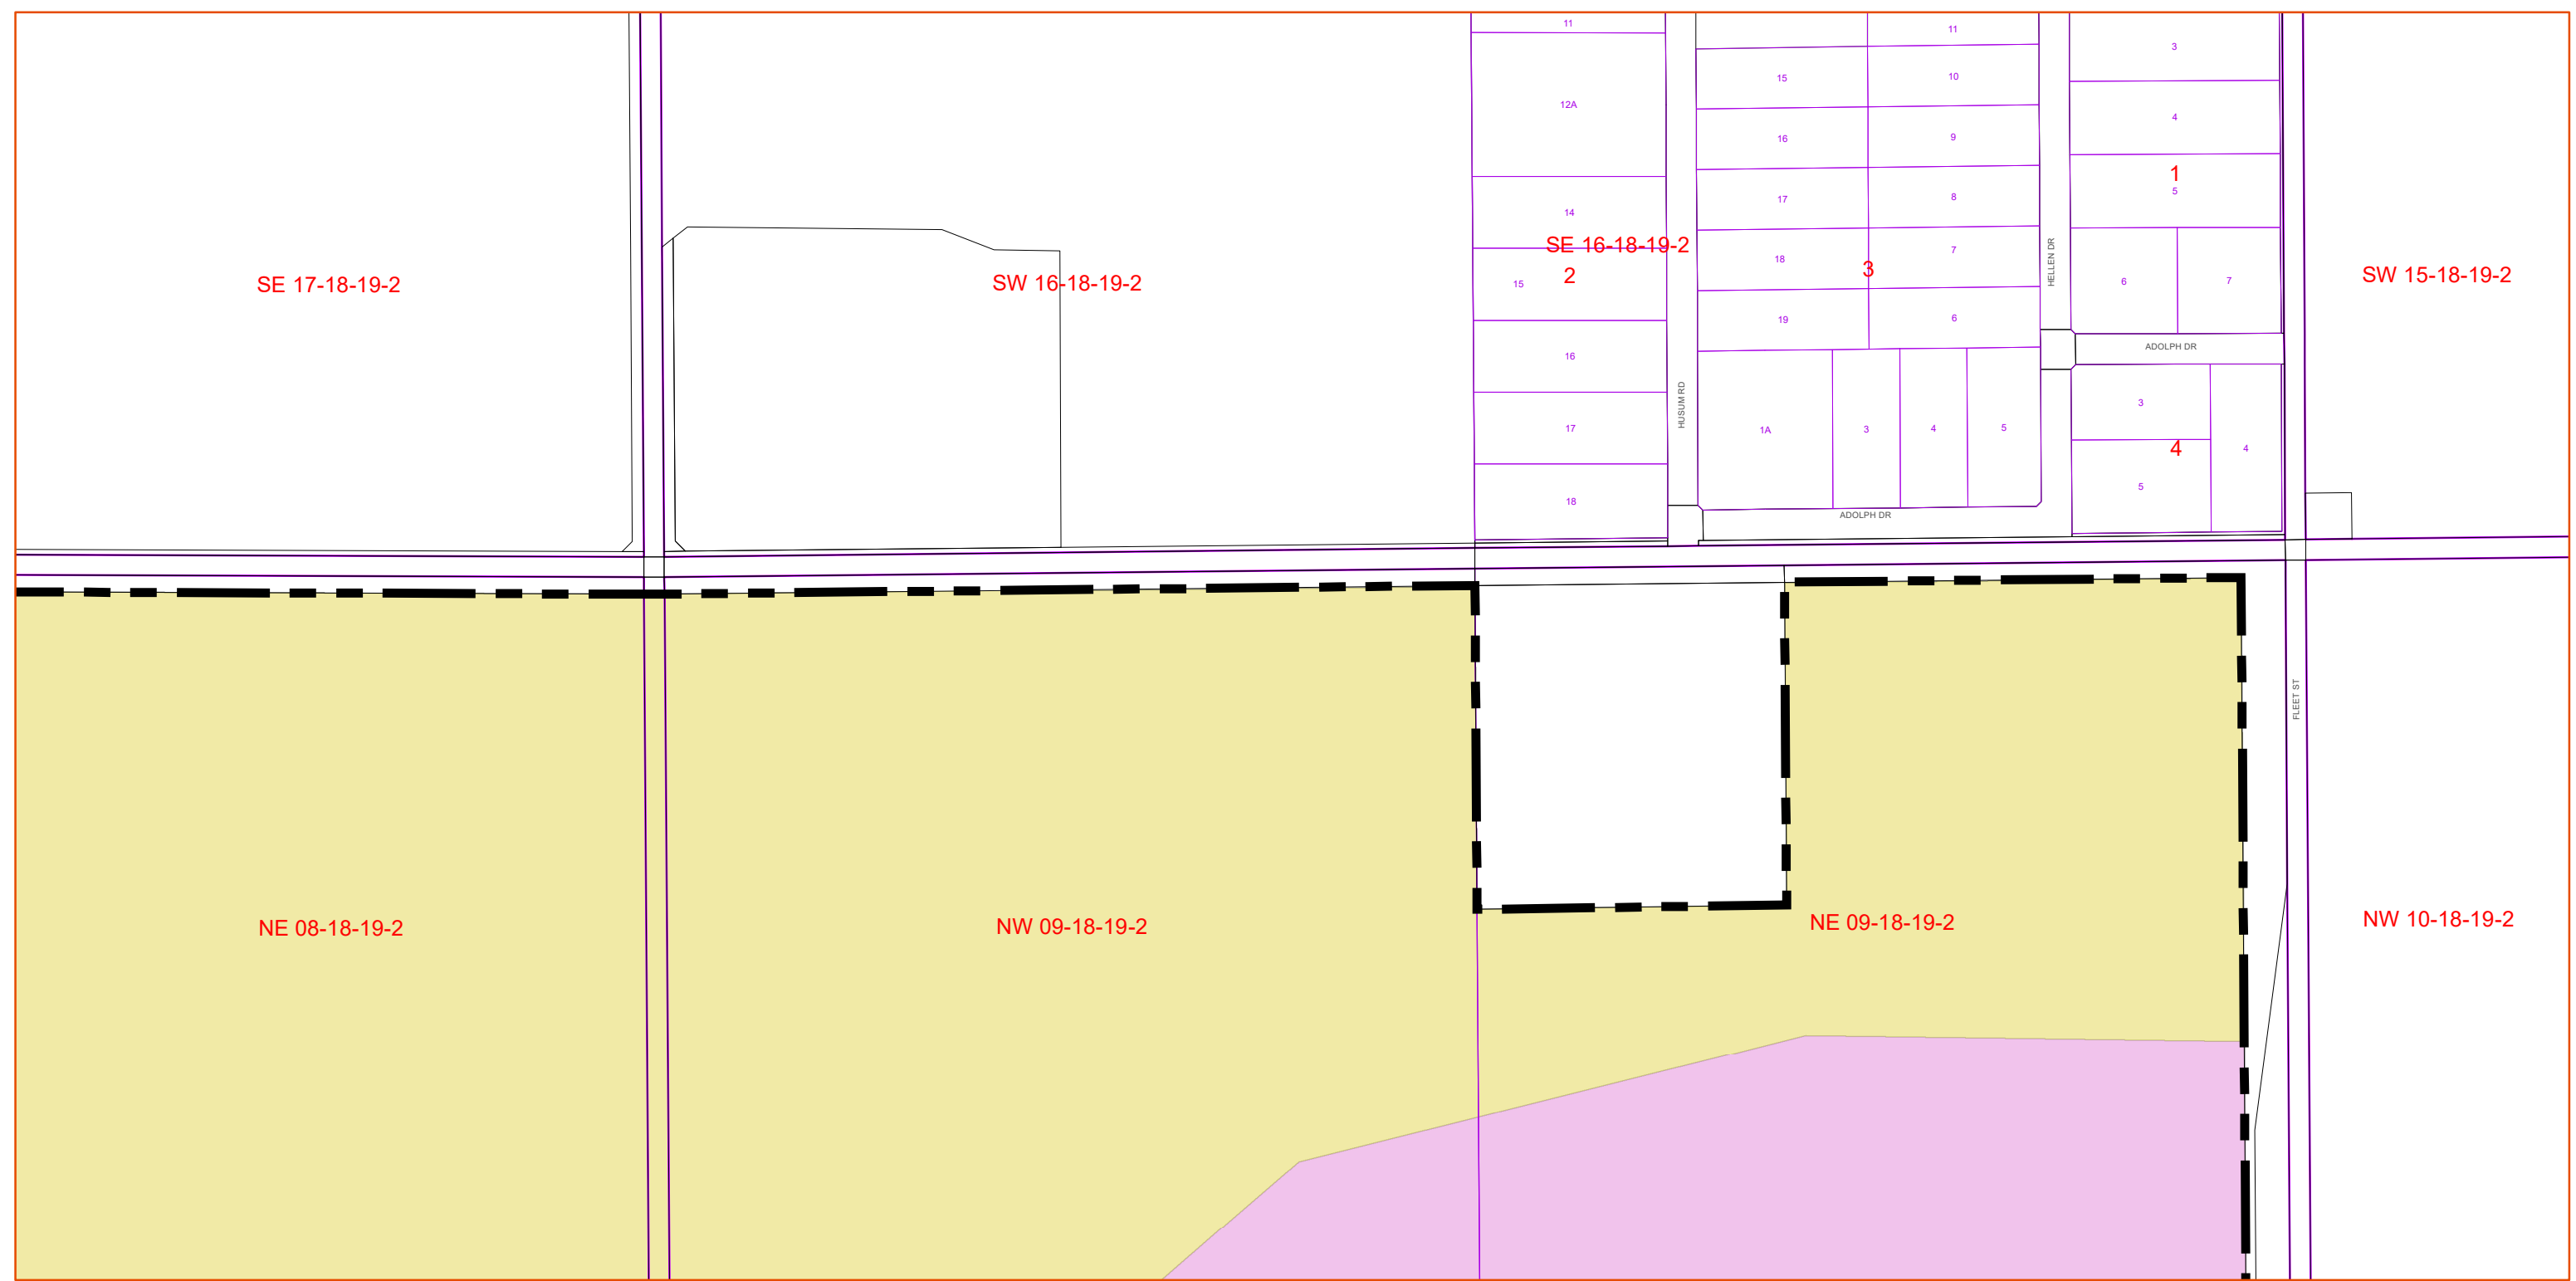 11
11
3
12A
15
10
4
16
9
1
5
14
17
8
SE 16-18-19-2
2
15
18
7
3
HELLEN DR
6
7
SE 17-18-19-2
SW 16-18-19-2
SW 15-18-19-2
19
6
16
ADOLPH DR
HUSUM RD
17
1A
3
4
5
3
4
4
5
18
ADOLPH DR
FLEET ST
NE 08-18-19-2
NW 09-18-19-2
NE 09-18-19-2
NW 10-18-19-2